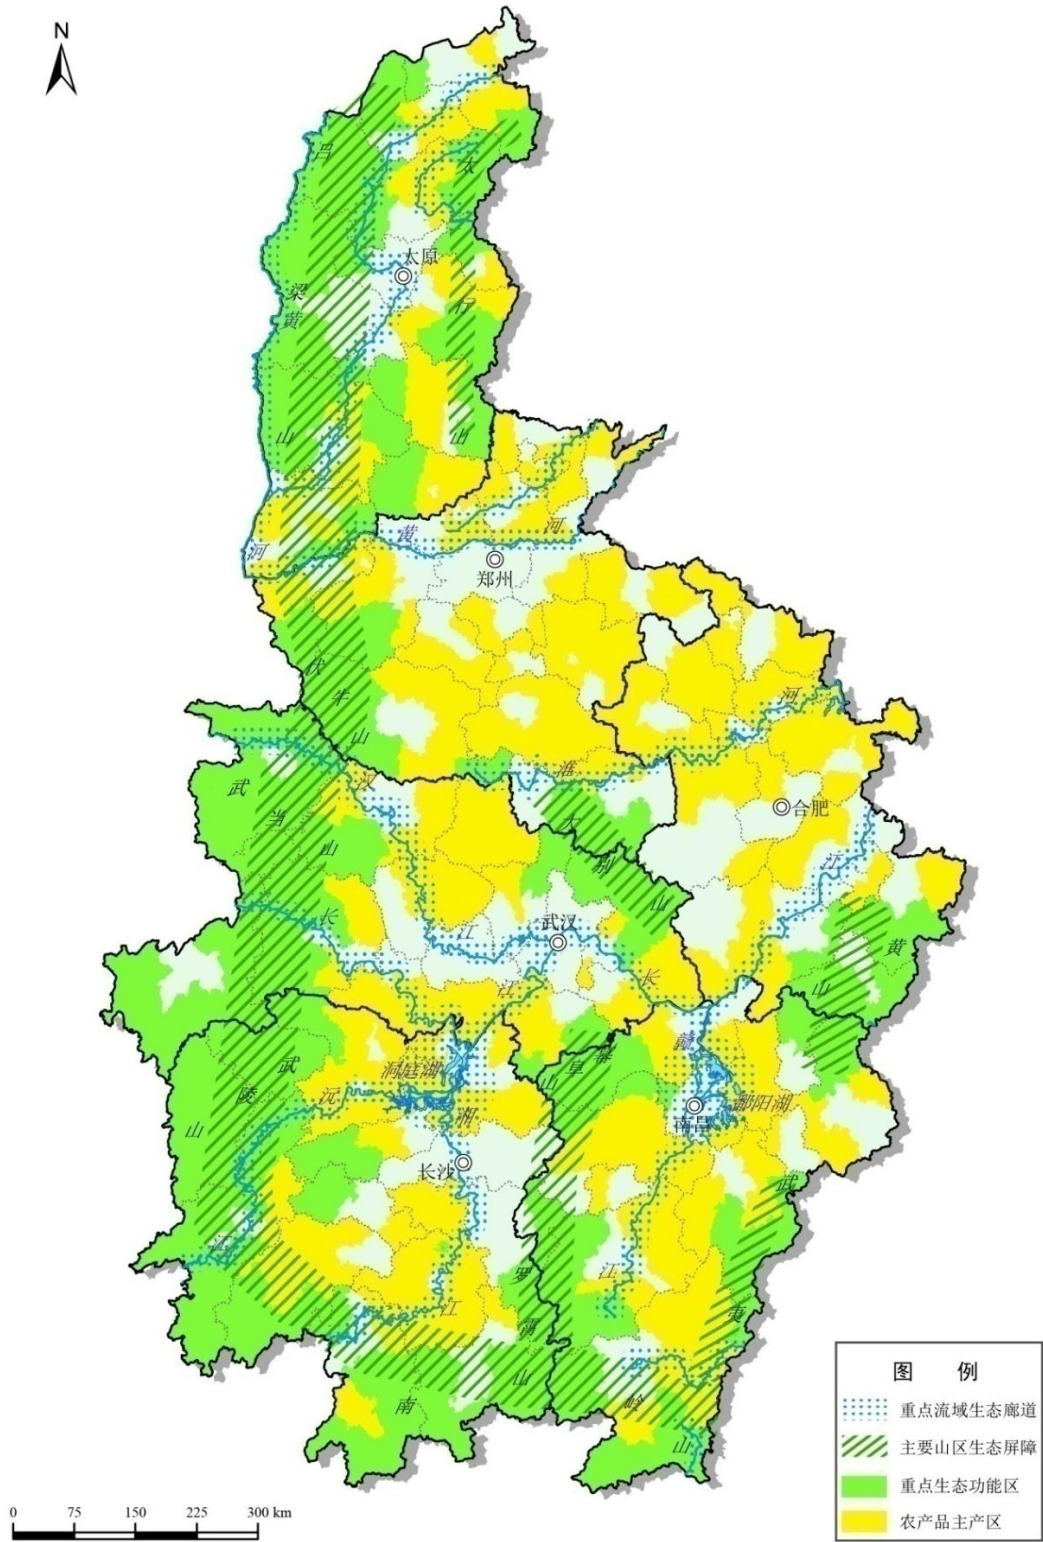 N
吕
太
太原
梁
黄
行
山
山
黄
河
河
郑州
伏
牛
山
河
淮
汉
武
当
山
大
别
山
合肥
江
长
武汉
江
长
江
黄
山
武
陵
山
沅
洞庭湖
湘
幕
阜
山
赣
鄱阳湖
南昌
长沙
武
江
罗
江
江
霄
夷
山
南
岭
山
图 例
重点流域生态廊道
主要山区生态屏障
重点生态功能区
农产品主产区
0 75 150 225 300 km